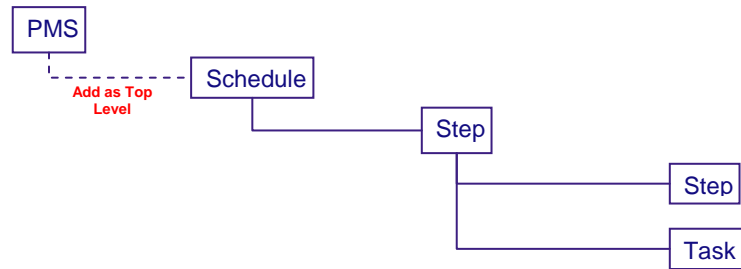 PMS
Schedule
Add as Top
Level
Step
Step
Task